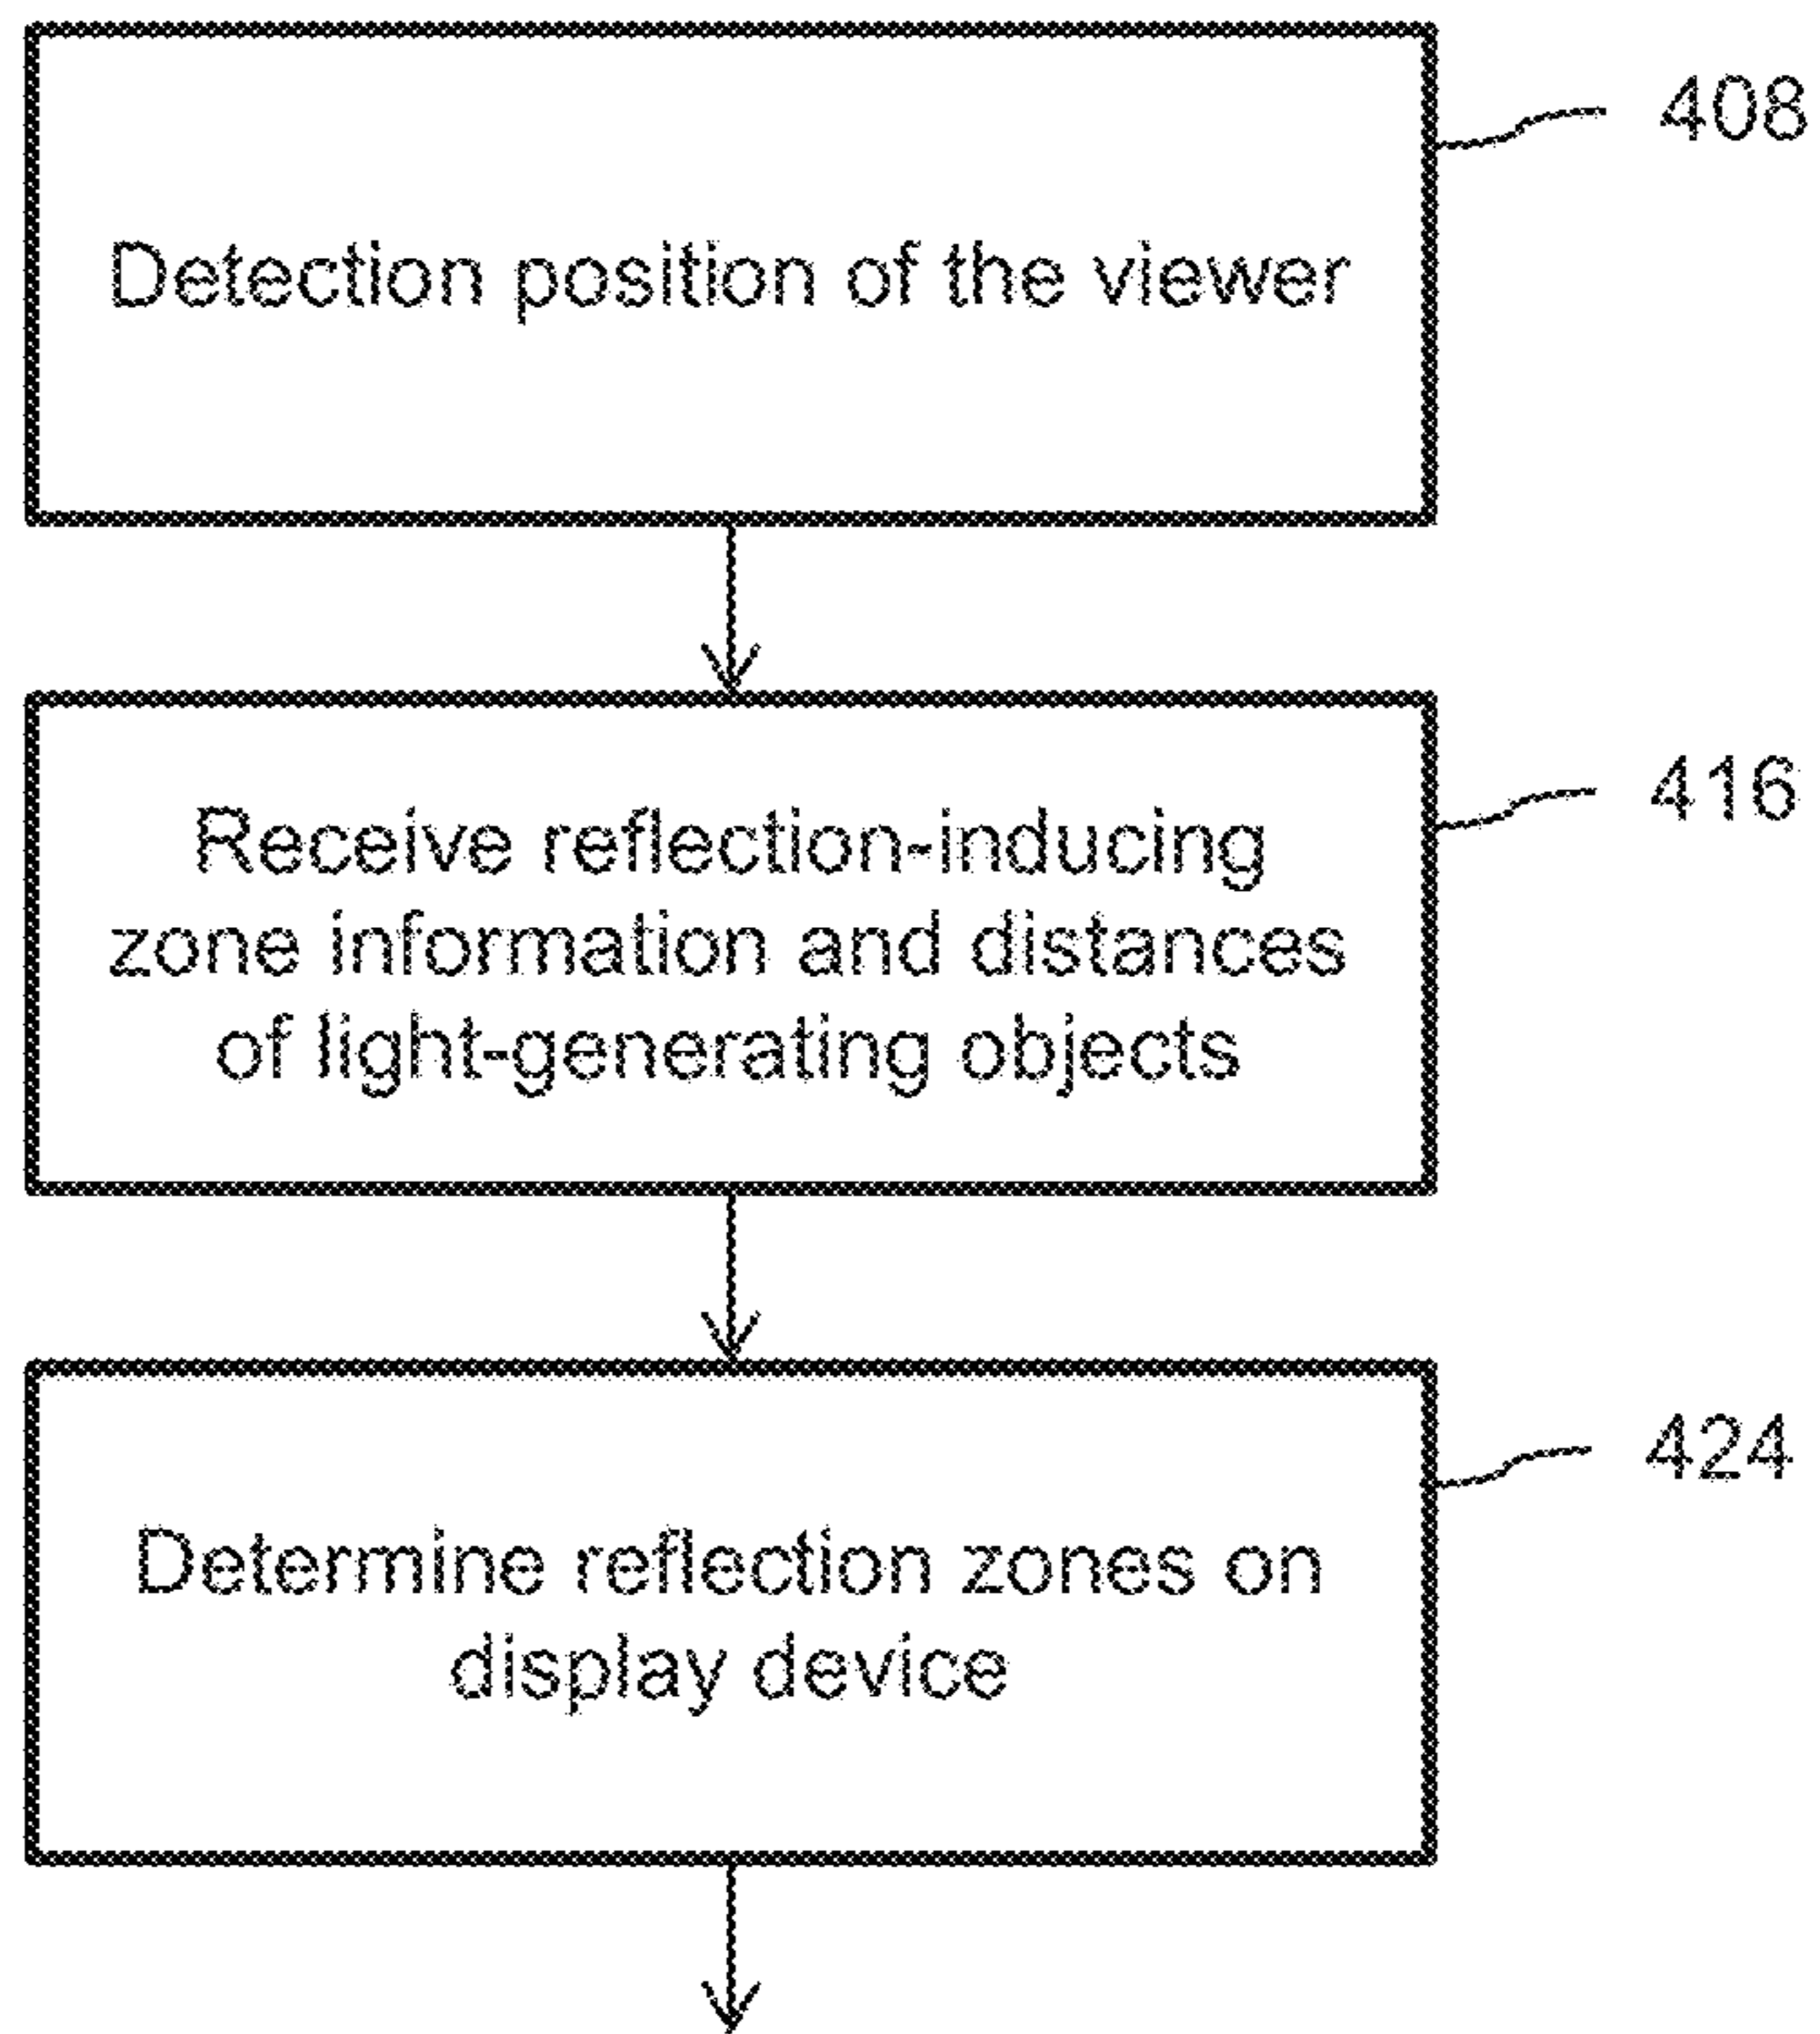 408
Detection position of the viewer
416
Receive reflection-inducing
zone information and distances
of light-generating objects
424
Determine reflection zones on
display device